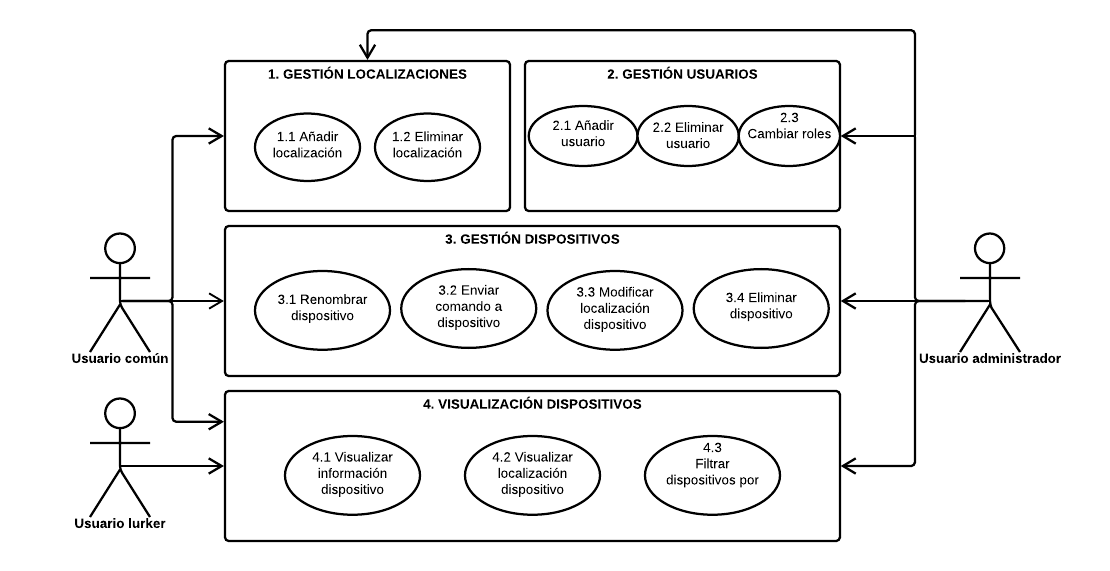 1. GESTIÓN LOCALIZACIONES
1.1 Añadir
localización
1.2 Eliminar
localización
2. GESTIÓN USUARIOS
2.1 Añadir
usuario
2.2 Eliminar
usuario
2.3
Cambiar roles
3. GESTIÓN DISPOSITIVOS
3.1 Renombrar
dispositivo
3.2 Enviar
comando a
dispositivo
3.3 Modificar
localización
dispositivo
3.4 Eliminar
dispositivo
Usuario común
Usuario administrador
4. VISUALIZACIÓN DISPOSITIVOS
4.1 Visualizar
información
dispositivo
4.2 Visualizar
localización
dispositivo
4.3
Filtrar
dispositivos por
Usuario lurker